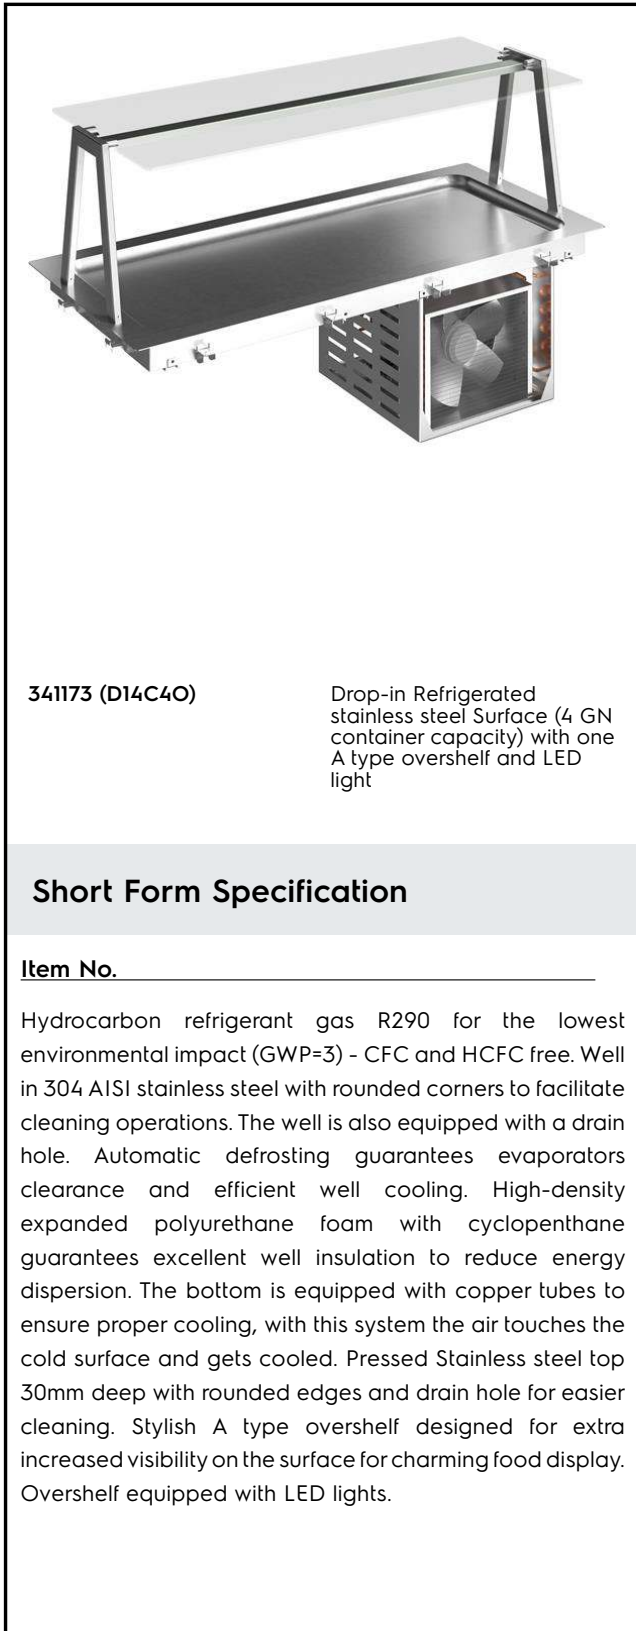 341173 (D14C4O)
Drop-in Refrigerated
stainless steel Surface (4 GN
container capacity) with one
A type overshelf and LED
light
Short Form Specification
Item No.
Hydrocarbon refrigerant gas R290 for the lowest
environmental impact (GWP=3) - CFC and HCFC free. Well
in 304 AISI stainless steel with rounded corners to facilitate
cleaning operations. The well is also equipped with a drain
hole. Automatic defrosting guarantees evaporators
clearance and efficient well cooling. High-density
expanded polyurethane foam with cyclopenthane
guarantees excellent well insulation to reduce energy
dispersion. The bottom is equipped with copper tubes to
ensure proper cooling, with this system the air touches the
cold surface and gets cooled. Pressed Stainless steel top
30mm deep with rounded edges and drain hole for easier
cleaning. Stylish A type overshelf designed for extra
increased visibility on the surface for charming food display.
Overshelf equipped with LED lights.